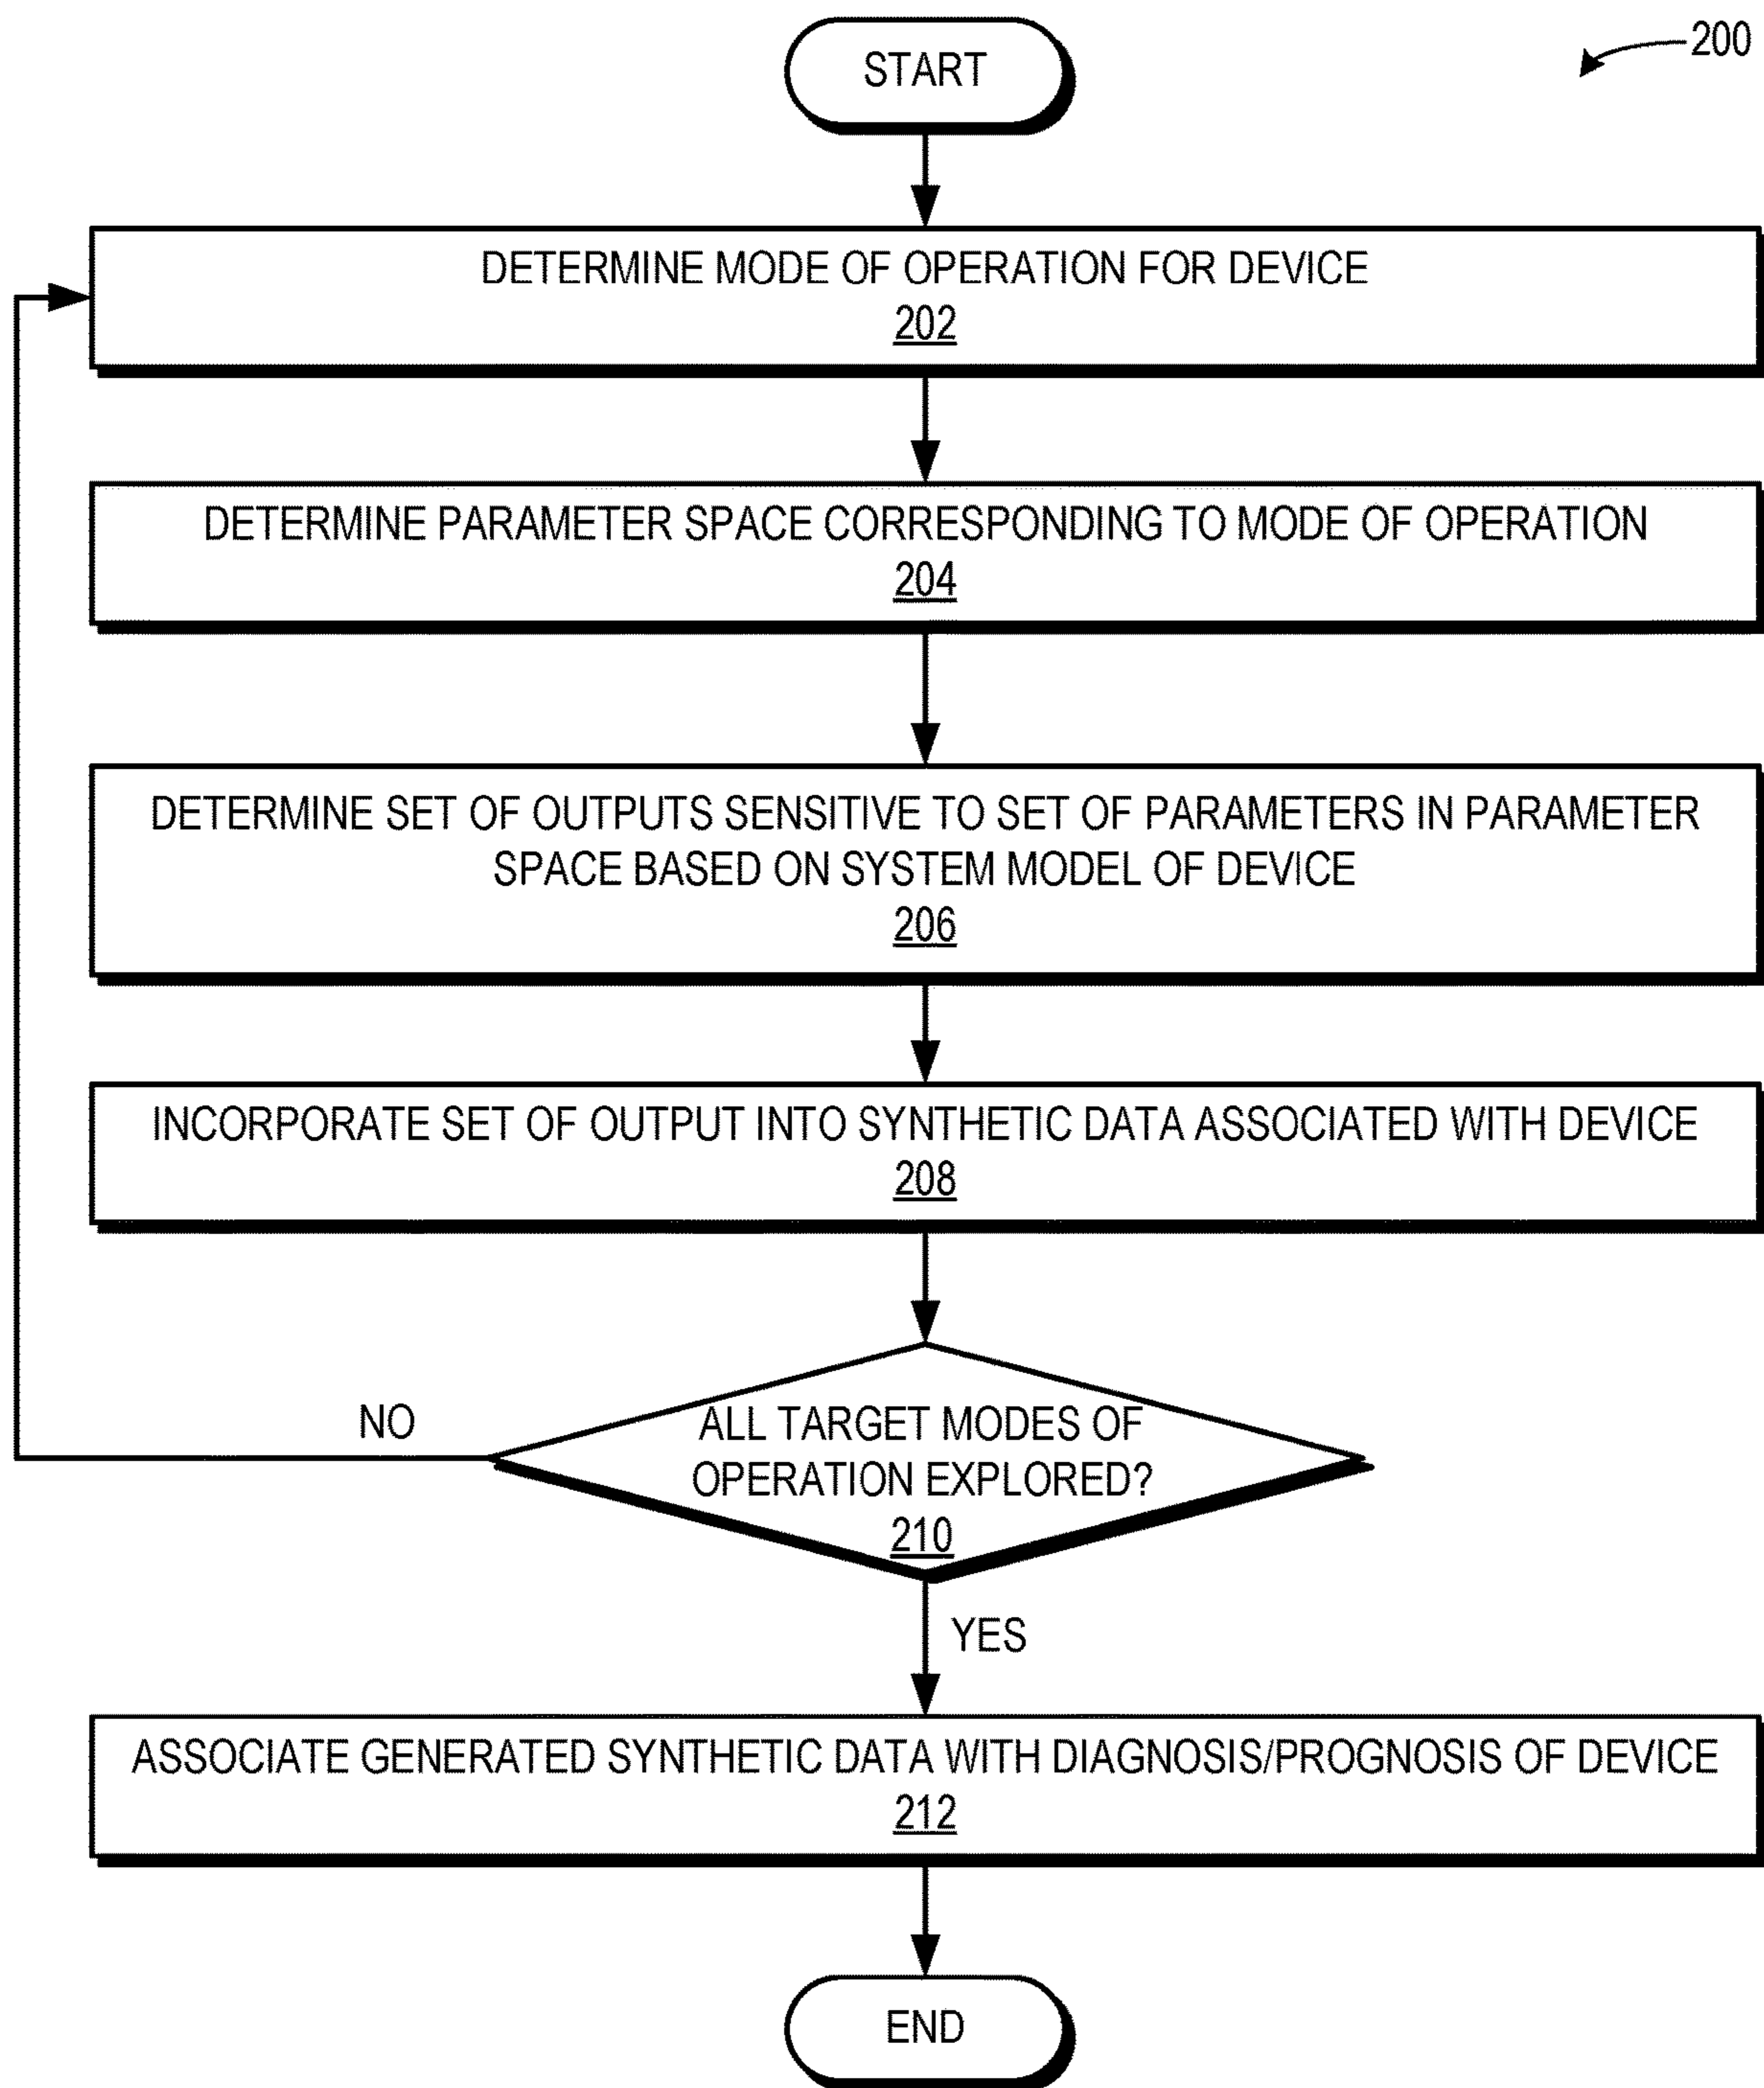 START
200
DETERMINE MODE OF OPERATION FOR DEVICE
202
DETERMINE PARAMETER SPACE CORRESPONDING TO MODE OF OPERATION
204
DETERMINE SET OF OUTPUTS SENSITIVE TO SET OF PARAMETERS IN PARAMETER
SPACE BASED ON SYSTEM MODEL OF DEVICE
206
INCORPORATE SET OF OUTPUT INTO SYNTHETIC DATA ASSOCIATED WITH DEVICE
208
NO
ALL TARGET MODES OF
OPERATION EXPLORED?
210
YES
ASSOCIATE GENERATED SYNTHETIC DATA WITH DIAGNOSIS/PROGNOSIS OF DEVICE
212
END